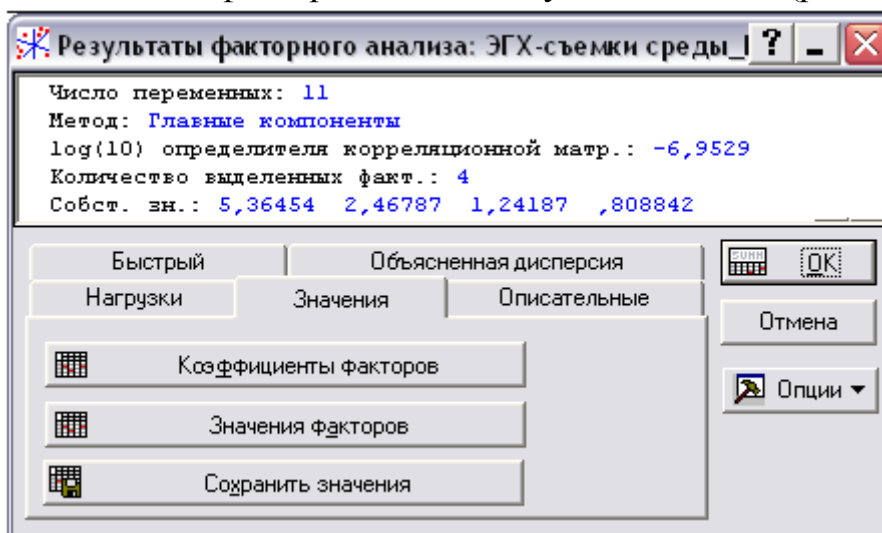 Результаты факторного анализа: ЭГХ-съемки среды_
Число переменных: 11
Метод: Главные компоненты
log(10) определителя корреляционной матр.: -6,9529
Количество выделенных факт.: 4
Собст. зн.: 5,36454 2,46787 1,24187 ,808842
Быстрый
Объясненная дисперсия
Нагрузки
Значения
Описательные
Коэффициенты факторов
Значения факторов
Сохранить значения
OK
Отмена
Опции